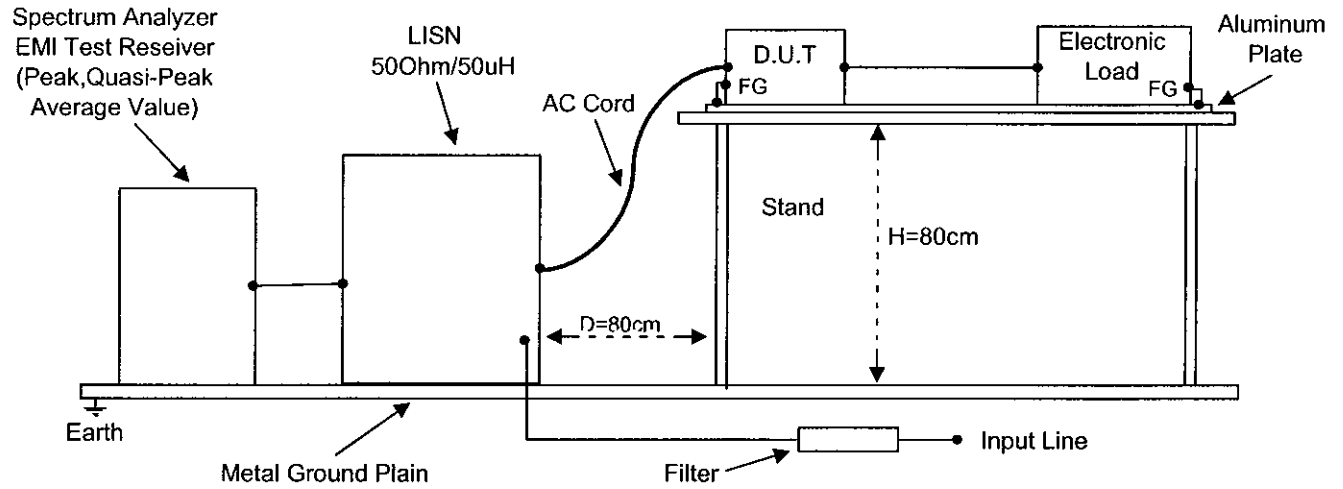 Spectrum Analyzer
EMI Test Reseiver
(Peak,Quasi-Peak
Average Value)
LISN
50Ohm/50uH
AC Cord
D.U.T
FG
Electronic
Load
FG
Aluminum
Plate
Stand
H=80cm
D=80cm
Earth
Metal Ground Plain
Filter
Input Line